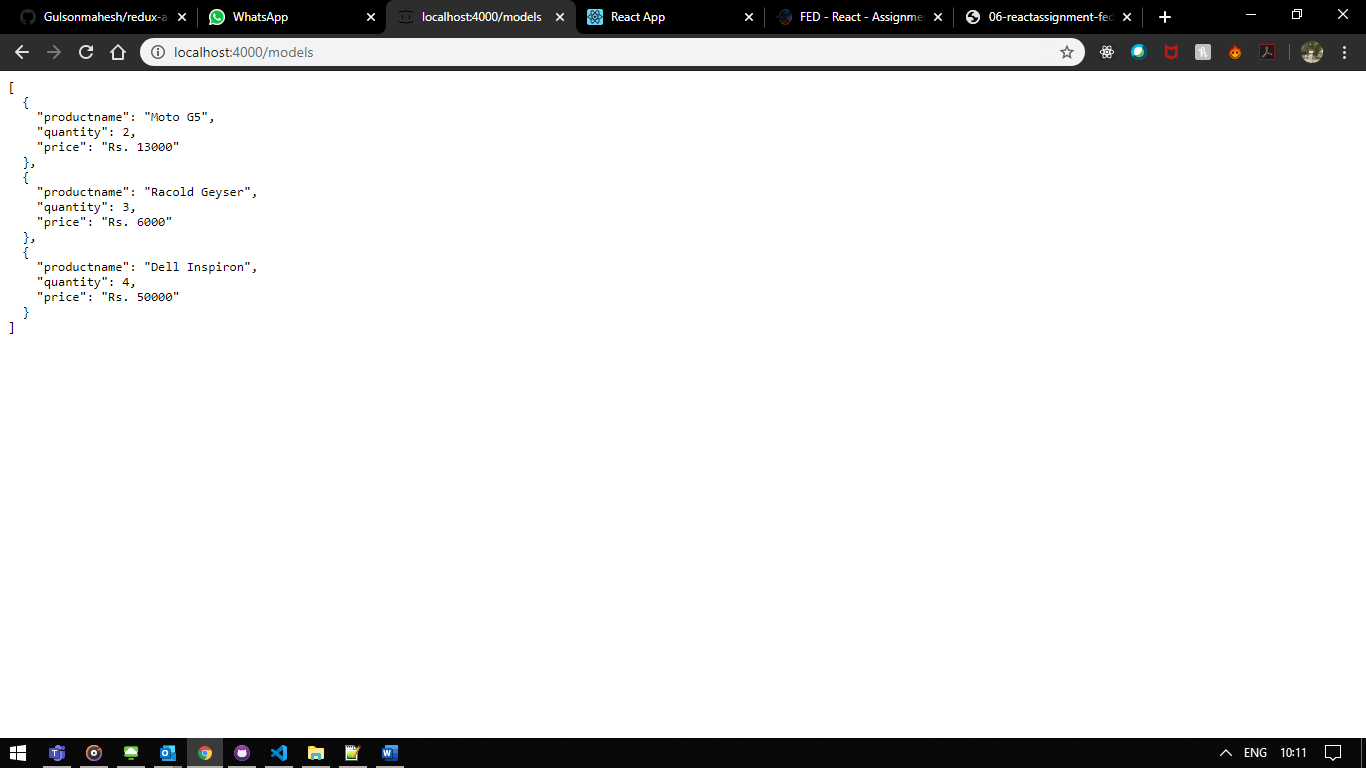 Gulsonmahesh/redux-a
WhatsApp
localhost:4000/models
React App
FED - React - Assignme
06-reactassignment-fed
localhost:4000/models
[
  {
    "productname": "Moto G5",
    "quantity": 2,
    "price": "Rs. 13000"
  },
  {
    "productname": "Racold Geyser",
    "quantity": 3,
    "price": "Rs. 6000"
  },
  {
    "productname": "Dell Inspiron",
    "quantity": 4,
    "price": "Rs. 50000"
  }
]
ENG 10:11